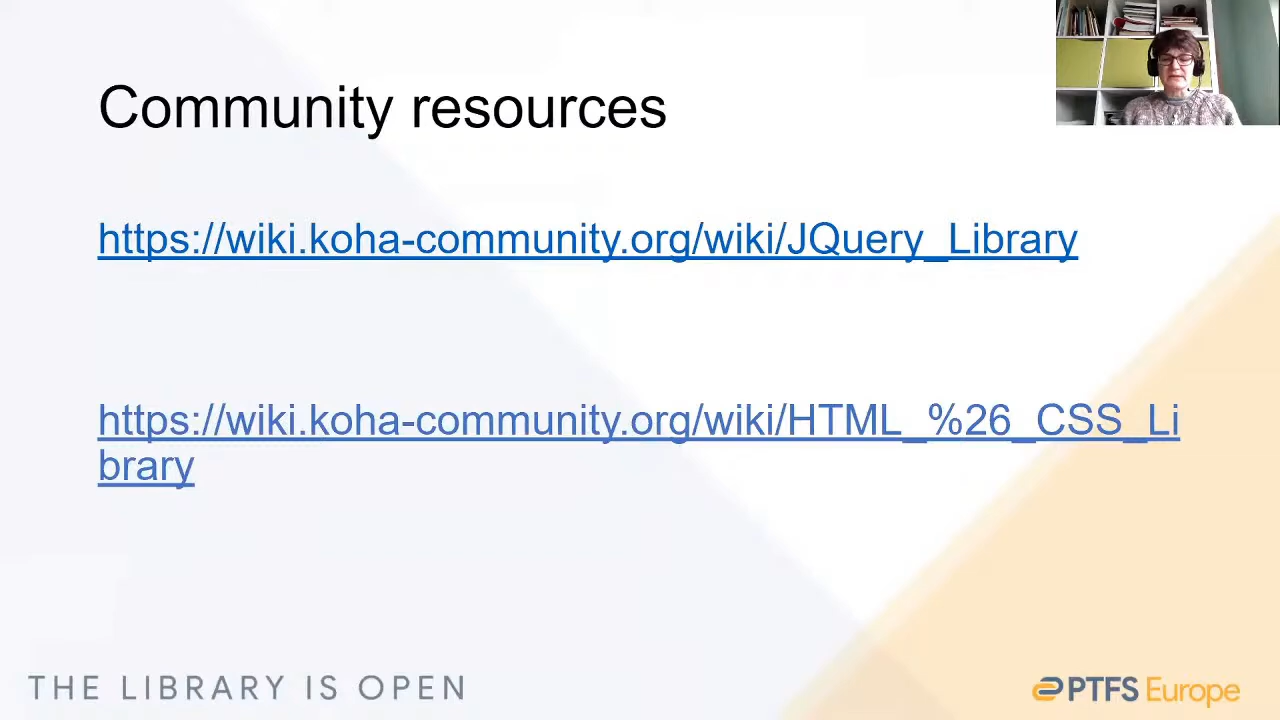 Community resources
https://wiki.koha-community.org/wiki/JQuery_Library
https://wiki.koha-community.org/wiki/HTML_%26_CSS_Li
brary
THE LIBRARY IS OPEN
PTFS Europe